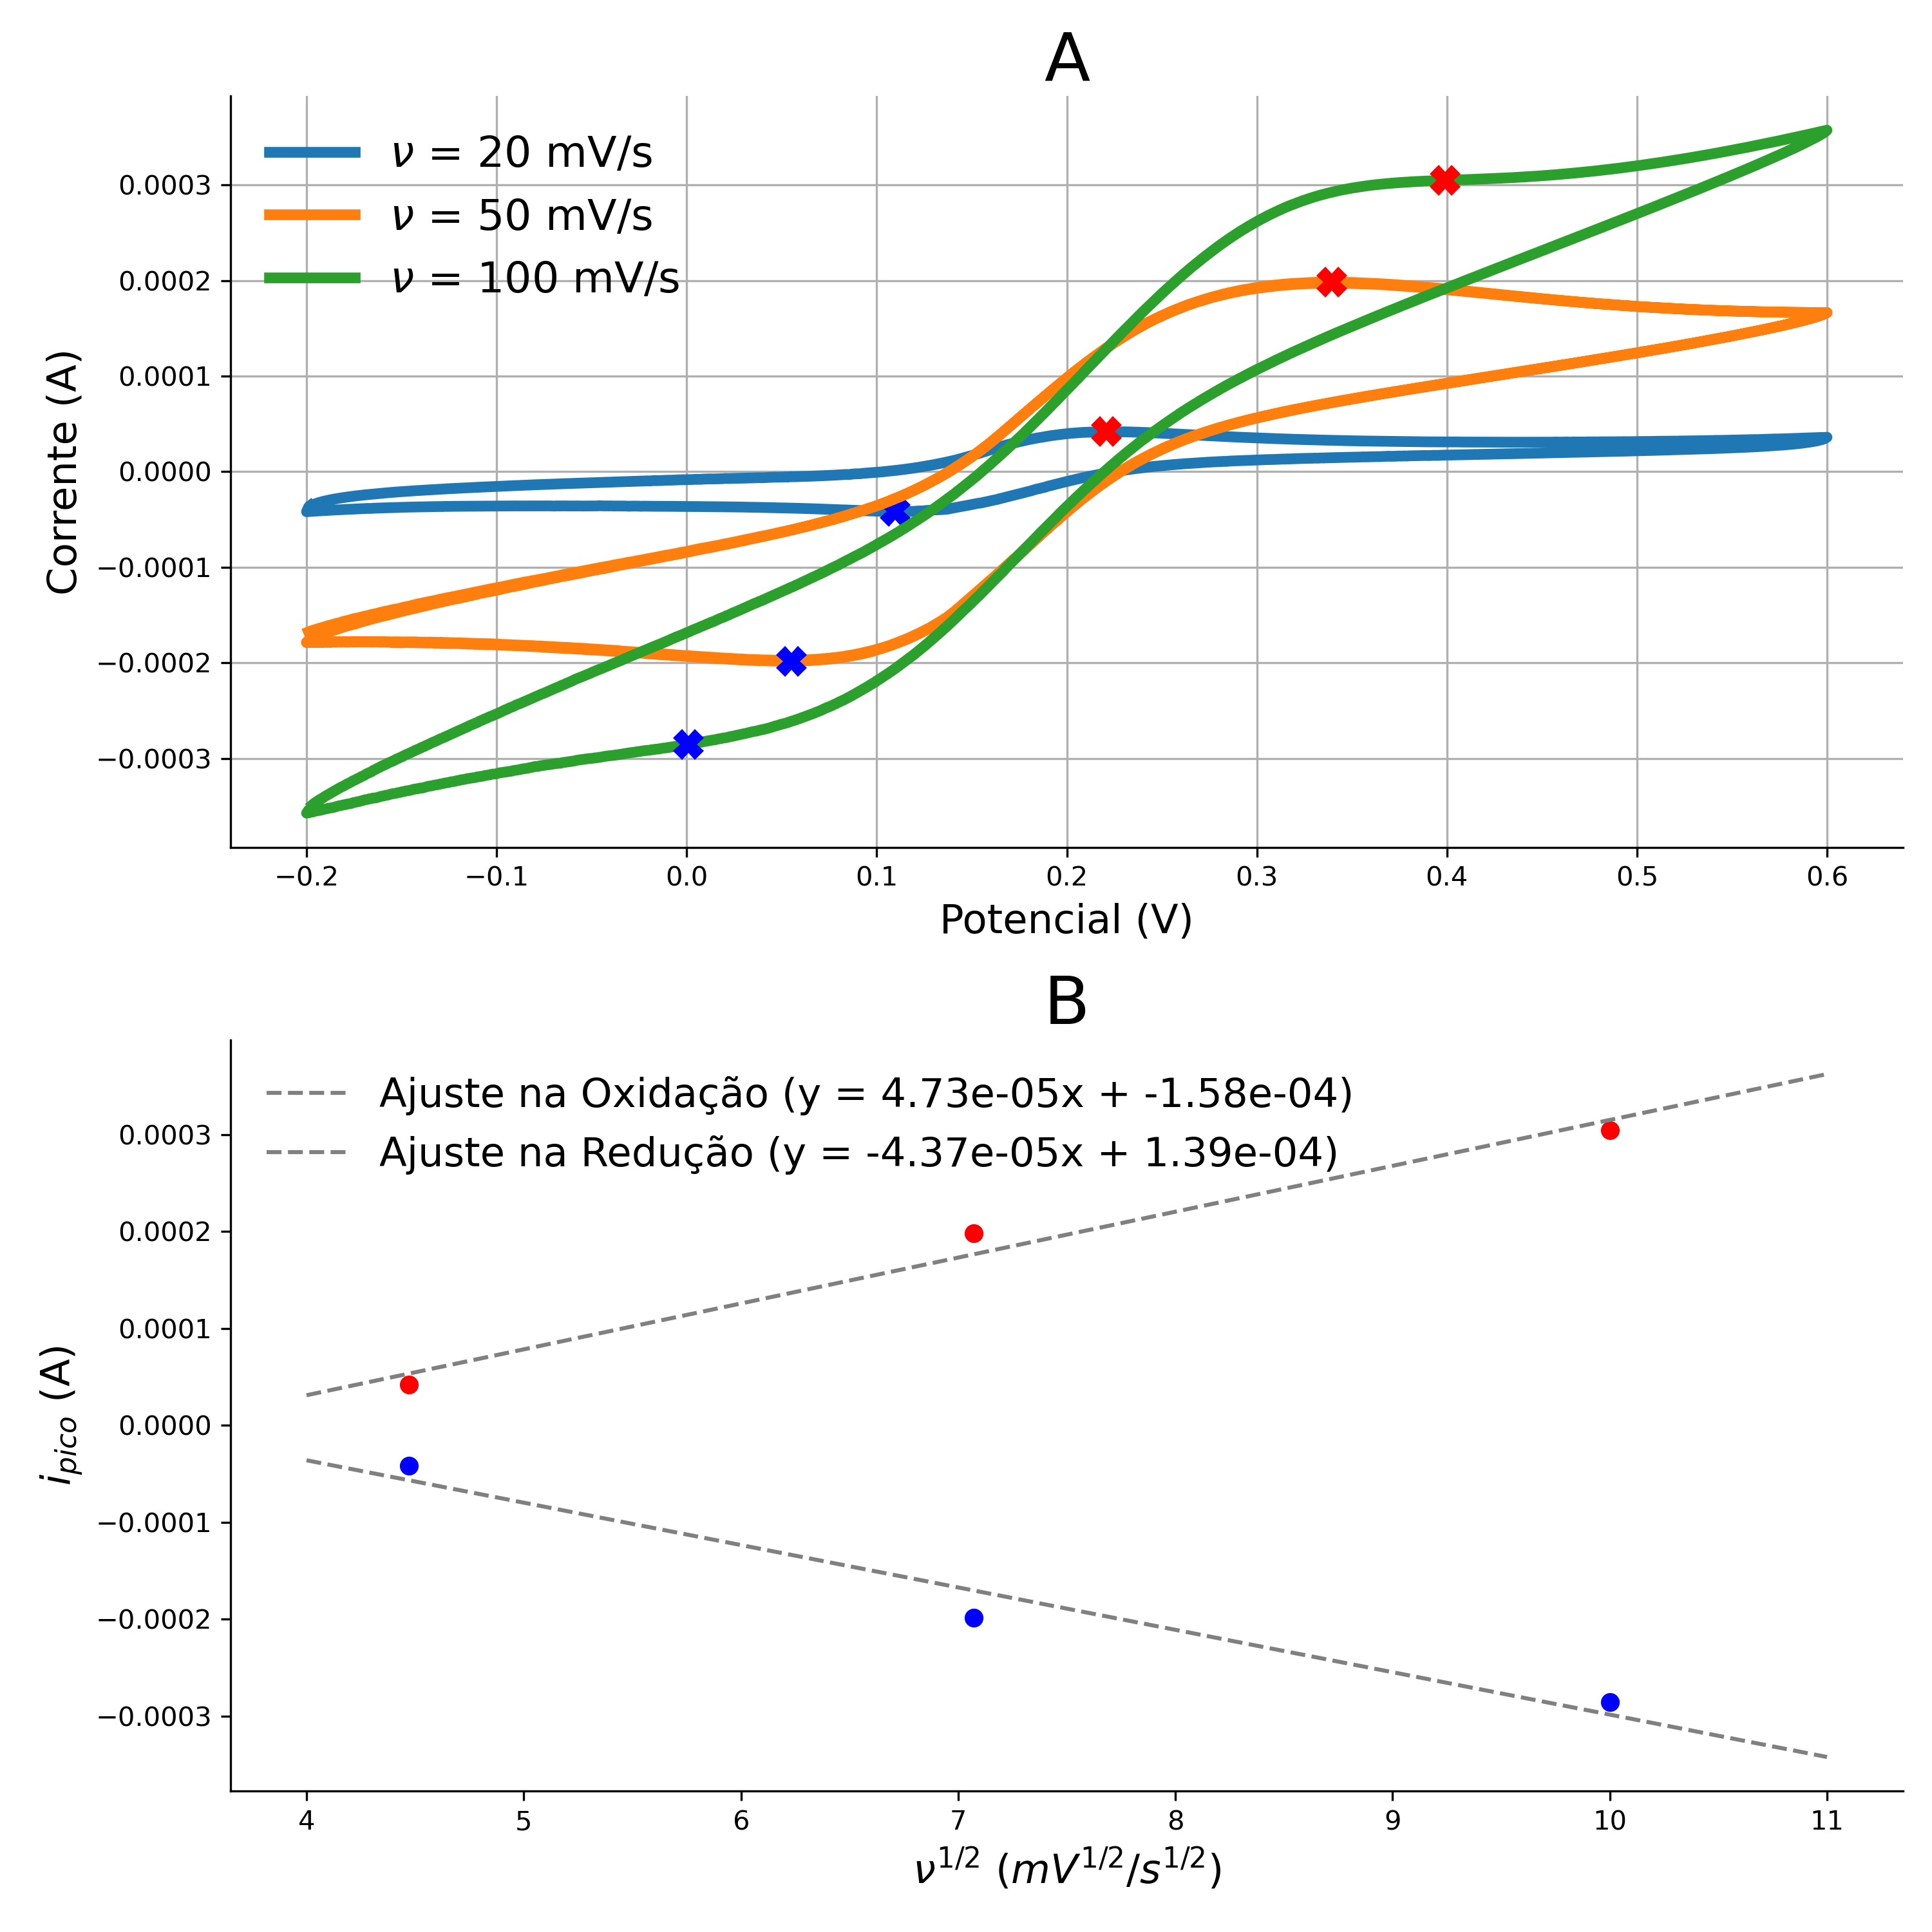 A
ν = 20 mV/s
ν = 50 mV/s
ν = 100 mV/s
Corrente (A)
0.0003
0.0002
0.0001
0.0000
−0.0001
−0.0002
−0.0003
−0.2 −0.1 0.0 0.1 0.2 0.3 0.4 0.5 0.6
Potencial (V)
B
Ajuste na Oxidação (y = 4.73e-05x + -1.58e-04)
Ajuste na Redução (y = -4.37e-05x + 1.39e-04)
i_{pico} (A)
0.0003
0.0002
0.0001
0.0000
−0.0001
−0.0002
−0.0003
4 5 6 7 8 9 10 11
ν^{1/2} (mV^{1/2}/s^{1/2})